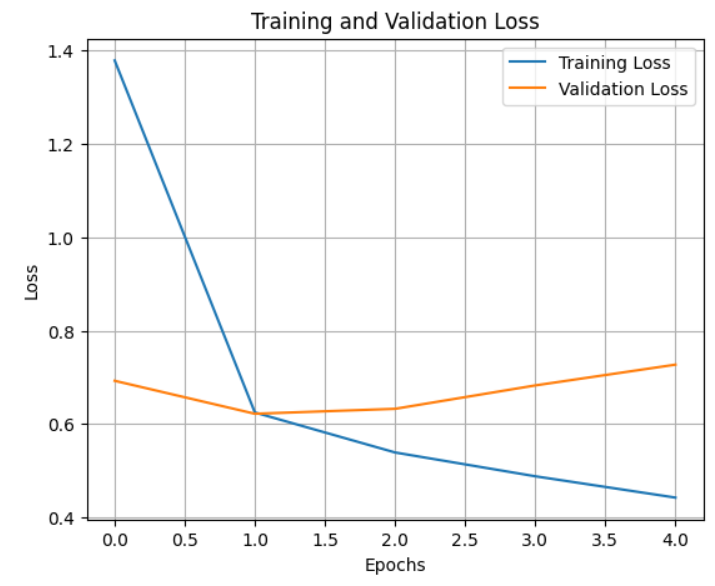 Training and Validation Loss
Training Loss
Validation Loss
1.4
1.2
1.0
0.8
0.6
0.4
Loss
0.0 0.5 1.0 1.5 2.0 2.5 3.0 3.5 4.0
Epochs